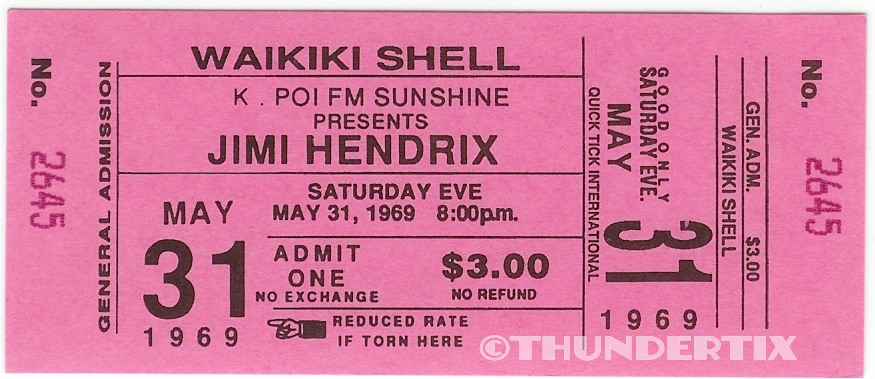 No. 2645
GENERAL ADMISSION
WAIKIKI SHELL
K . POI FM SUNSHINE
PRESENTS
JIMI HENDRIX
MAY
31
1969
SATURDAY EVE
MAY 31, 1969 8:00p.m.
ADMIT
ONE
NO EXCHANGE
$3.00
NO REFUND
REDUCED RATE
IF TORN HERE
QUICK TICK INTERNATIONAL
GOOD ONLY
SATURDAY EVE.
MAY
31
1969
WAIKIKI SHELL
GEN. ADM. $3.00
No. 2645
©THUNDERTIX